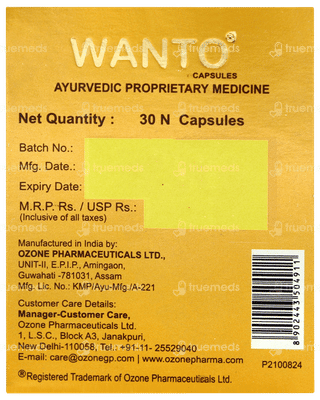 WANTO®
CAPSULES
AYURVEDIC PROPRIETARY MEDICINE
Net Quantity : 30 N Capsules
Batch No.:
Mfg. Date.:
Expiry Date:
M.R.P. Rs. / USP Rs.:
(Inclusive of all taxes)
Manufactured in India by:
OZONE PHARMACEUTICALS LTD.,
UNIT-II, E.P.I.P., Amingaon,
Guwahati -781031, Assam
Mfg. Lic. No.: KMP/Ayu-Mfg./A-221
Customer Care Details:
Manager-Customer Care,
Ozone Pharmaceuticals Ltd.
1, L.S.C., Block A3, Janakpuri,
New Delhi-110058, Tel.: +91-11- 25529040
E-mail: care@ozonegp.com | www.ozonepharma.com
8902443504911
P2100824
®Registered Trademark of Ozone Pharmaceuticals Ltd.
truemeds